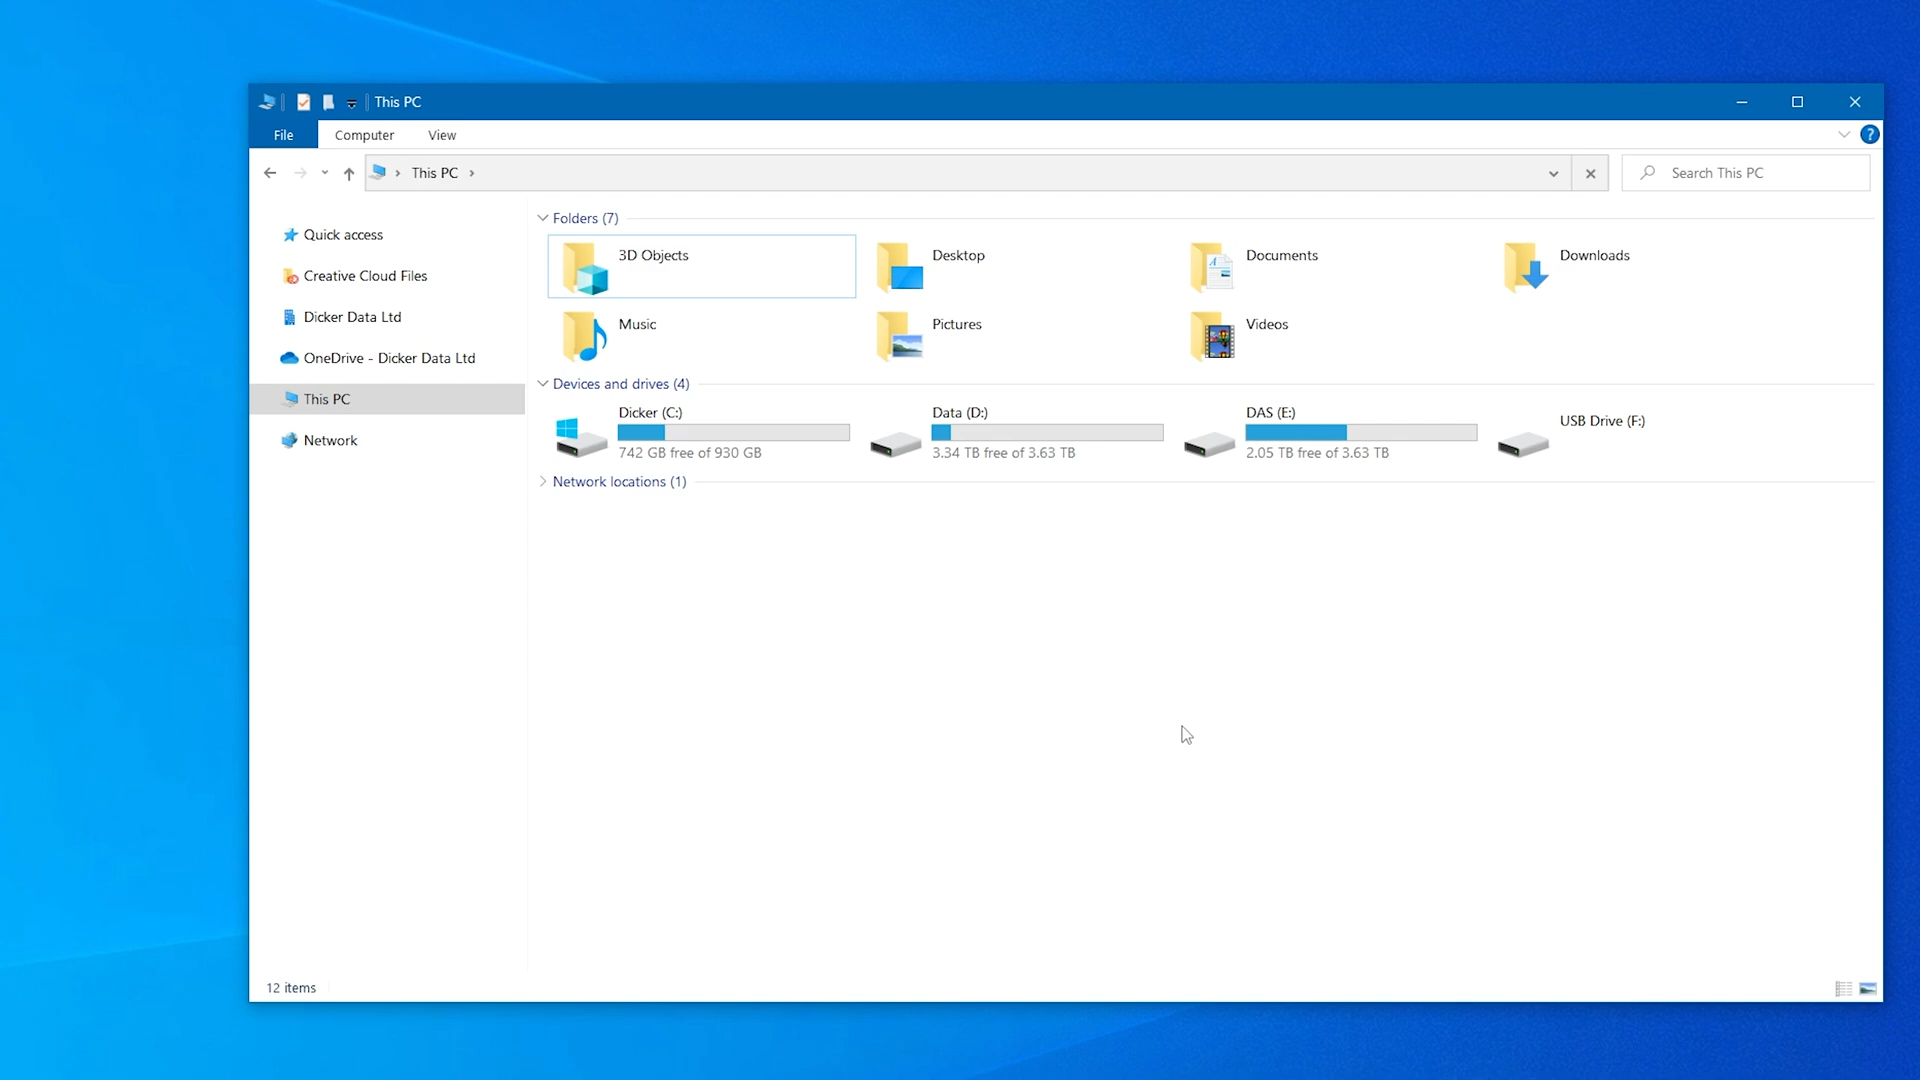 This PC
File Computer View
This PC
Search This PC
Quick access
Creative Cloud Files
Dicker Data Ltd
OneDrive - Dicker Data Ltd
This PC
Network
Folders (7)
3D Objects
Desktop
Documents
Downloads
Music
Pictures
Videos
Devices and drives (4)
Dicker (C:)
742 GB free of 930 GB
Data (D:)
3.34 TB free of 3.63 TB
DAS (E:)
2.05 TB free of 3.63 TB
USB Drive (F:)
Network locations (1)
12 items